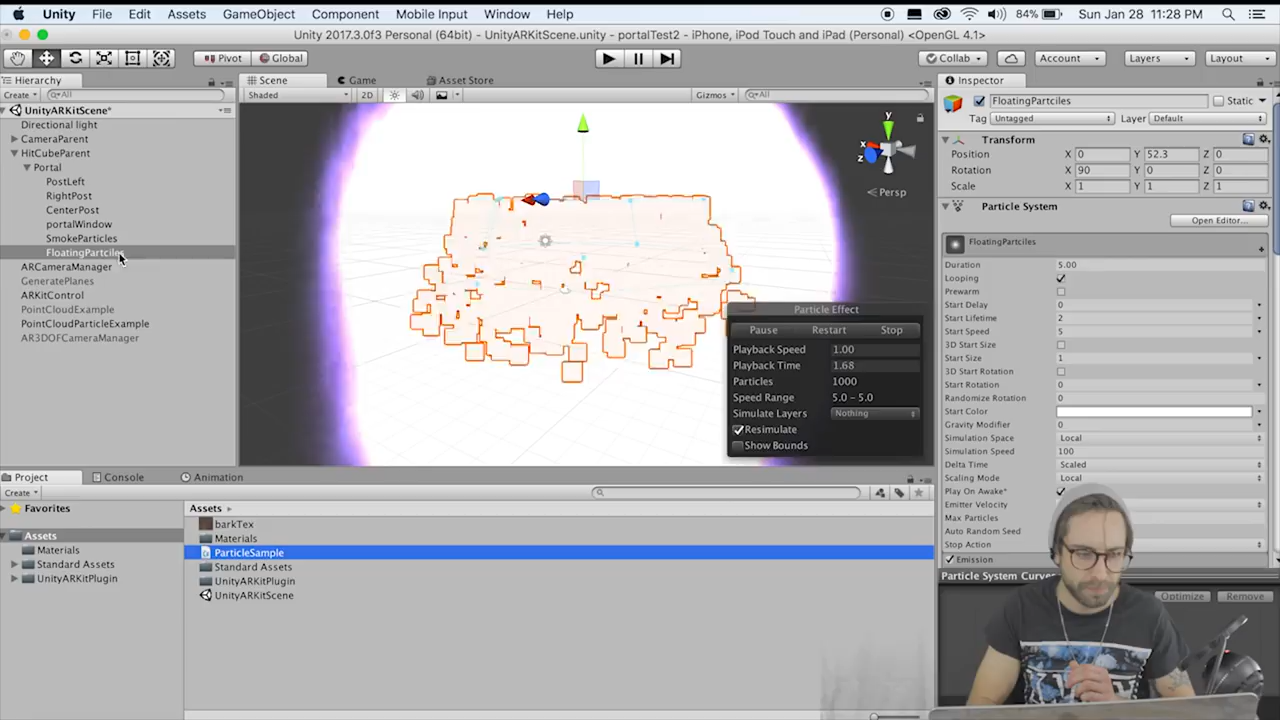 Unity File Edit Assets GameObject Component Mobile Input Window Help 84% Sun Jan 28 11:28 PM
Unity 2017.3.0f3 Personal (64bit) - UnityARKitScene.unity - portalTest2 - iPhone, iPod Touch and iPad (Personal) <OpenGL 4.1>
Pivot Global Collab Account Layers Layout
Hierarchy
Create All
UnityARKitScene*
Directional light
CameraParent
HitCubeParent
Portal
PostLeft
RightPost
CenterPost
portalWindow
SmokeParticles
FloatingPartciles
ARCameraManager
GeneratePlanes
ARKitControl
PointCloudExample
PointCloudParticleExample
AR3DOFCameraManager
Scene Game Asset Store
Shaded 2D Gizmos All
y
x
z
Persp
Particle Effect
Pause Restart Stop
Playback Speed 1.00
Playback Time 1.68
Particles 1000
Speed Range 5.0 - 5.0
Simulate Layers Nothing
Resimulate
Show Bounds
Inspector
FloatingPartciles Static
Tag Untagged Layer Default
Transform
Position X 0 Y 52.3 Z 0
Rotation X 90 Y 0 Z 0
Scale X 1 Y 1 Z 1
Particle System
Open Editor...
FloatingPartciles
Duration 5.00
Looping
Prewarm
Start Delay 0
Start Lifetime 2
Start Speed 5
3D Start Size
Start Size 1
3D Start Rotation
Start Rotation 0
Randomize Rotation 0
Start Color
Gravity Modifier 0
Simulation Space Local
Simulation Speed 100
Delta Time Scaled
Scaling Mode Local
Play On Awake*
Emitter Velocity
Max Particles
Auto Random Seed
Stop Action
Emission
Particle System Curves
Optimize Remove
Project Console Animation
Create
Favorites
Assets
Materials
Standard Assets
UnityARKitPlugin
Assets
barkTex
Materials
ParticleSample
Standard Assets
UnityARKitPlugin
UnityARKitScene